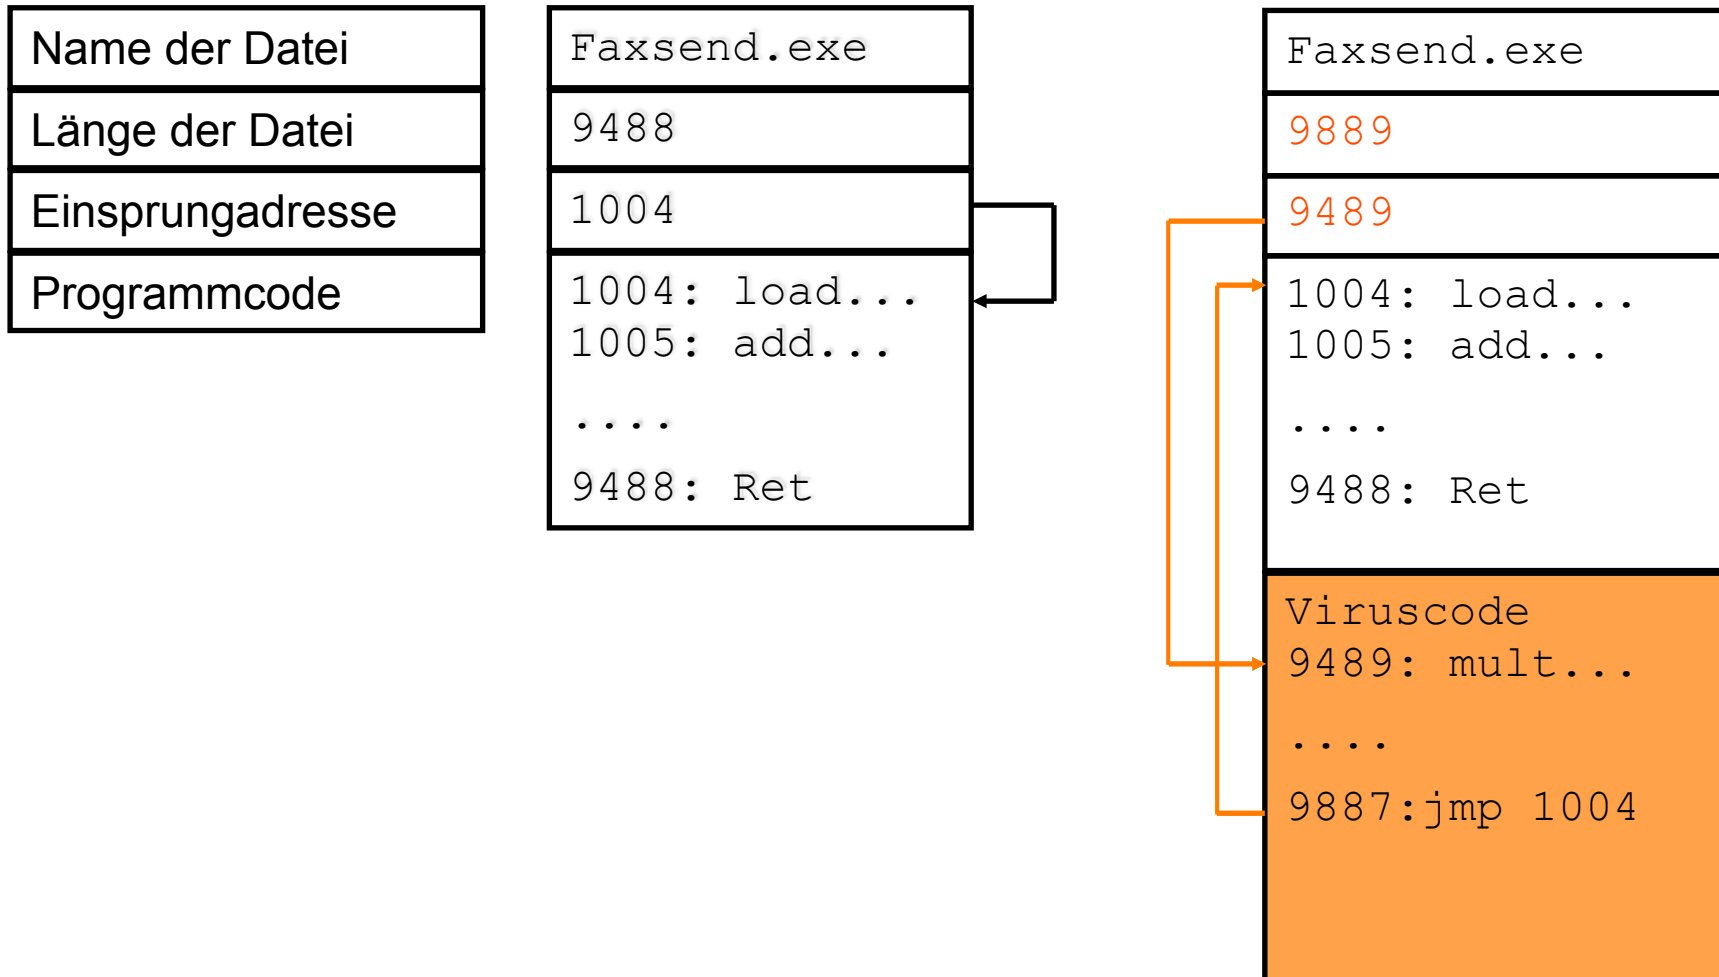 Name der Datei
Länge der Datei
Einsprungadresse
Programmcode
Faxsend.exe
9488
1004
1004: load...
1005: add...
....
9488: Ret
Faxsend.exe
9889
9489
1004: load...
1005: add...
....
9488: Ret
Viruscode
9489: mult...
....
9887:jmp 1004